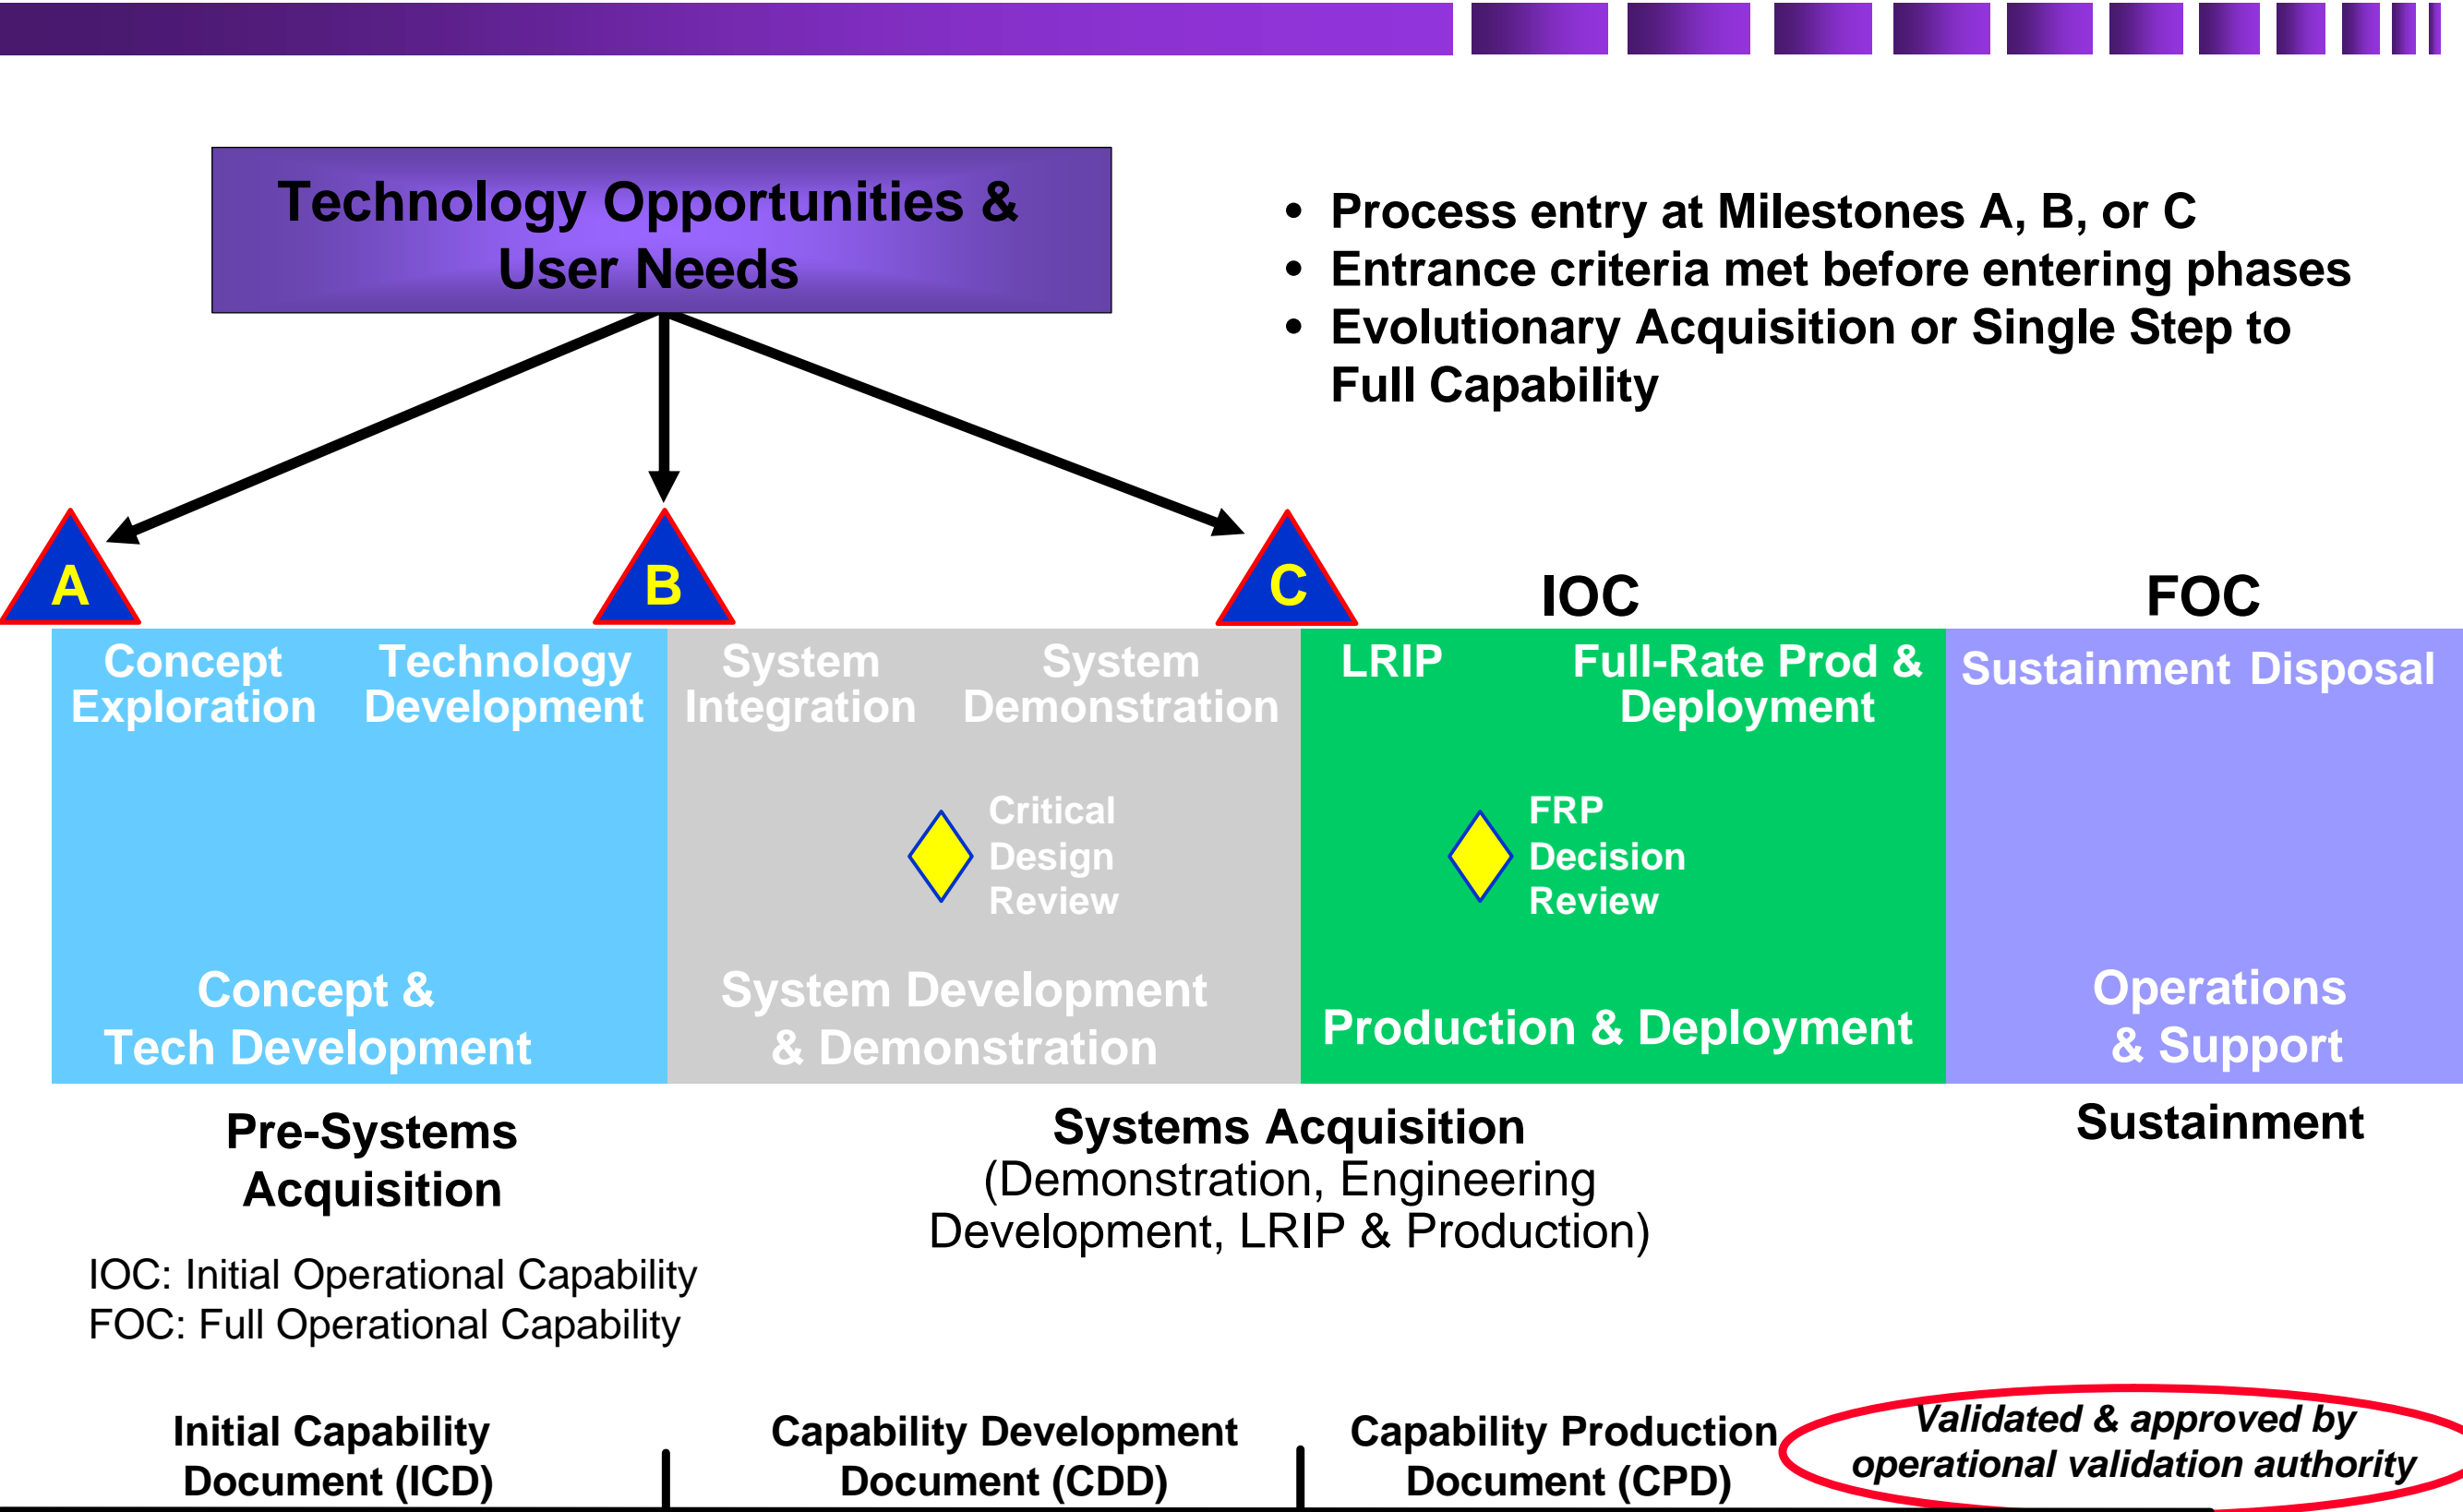 Technology Opportunities &
User Needs
• Process entry at Milestones A, B, or C
• Entrance criteria met before entering phases
• Evolutionary Acquisition or Single Step to
Full Capability
A
B
C
IOC
FOC
Concept
Exploration
Technology
Development
System
Integration
System
Demonstration
LRIP
Full-Rate Prod &
Deployment
Sustainment Disposal
Critical
Design
Review
FRP
Decision
Review
Concept &
Tech Development
System Development
& Demonstration
Production & Deployment
Operations
& Support
Pre-Systems
Acquisition
Systems Acquisition
(Demonstration, Engineering
Development, LRIP & Production)
Sustainment
IOC: Initial Operational Capability
FOC: Full Operational Capability
Initial Capability
Document (ICD)
Capability Development
Document (CDD)
Capability Production
Document (CPD)
Validated & approved by
operational validation authority